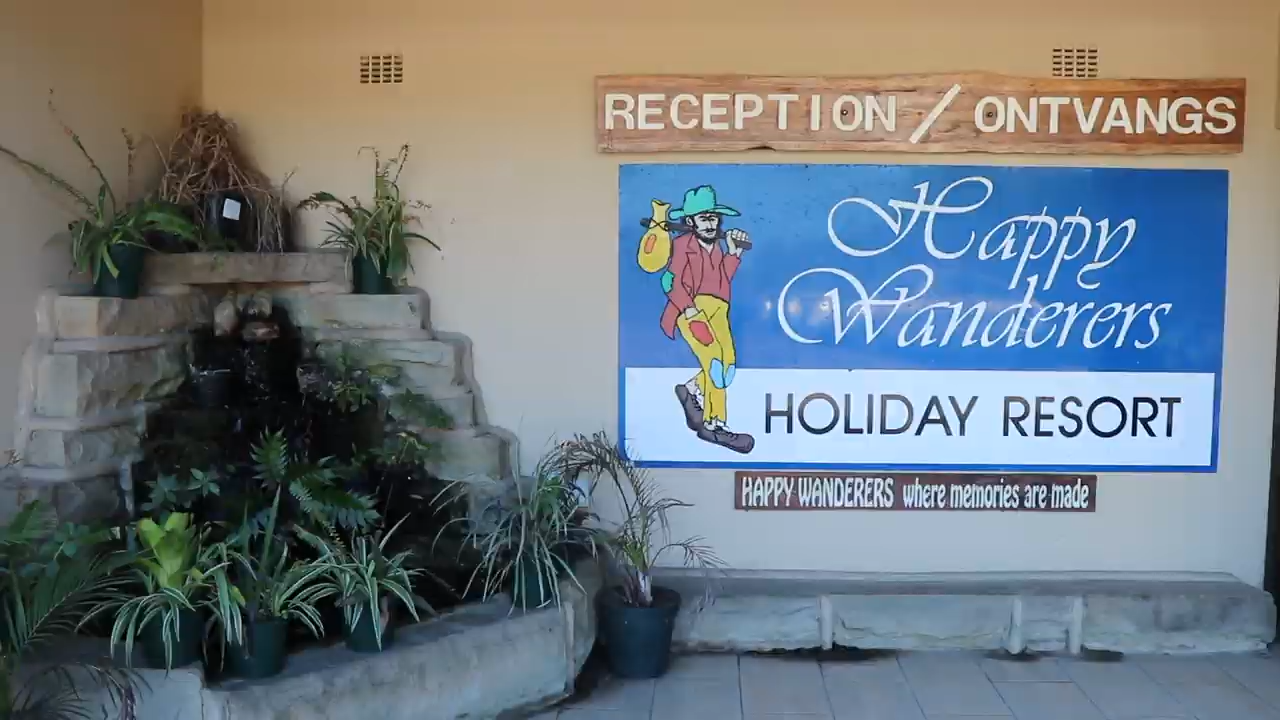 RECEPTION / ONTVANGS
Happy
Wanderers
HOLIDAY RESORT
HAPPY WANDERERS where memories are made